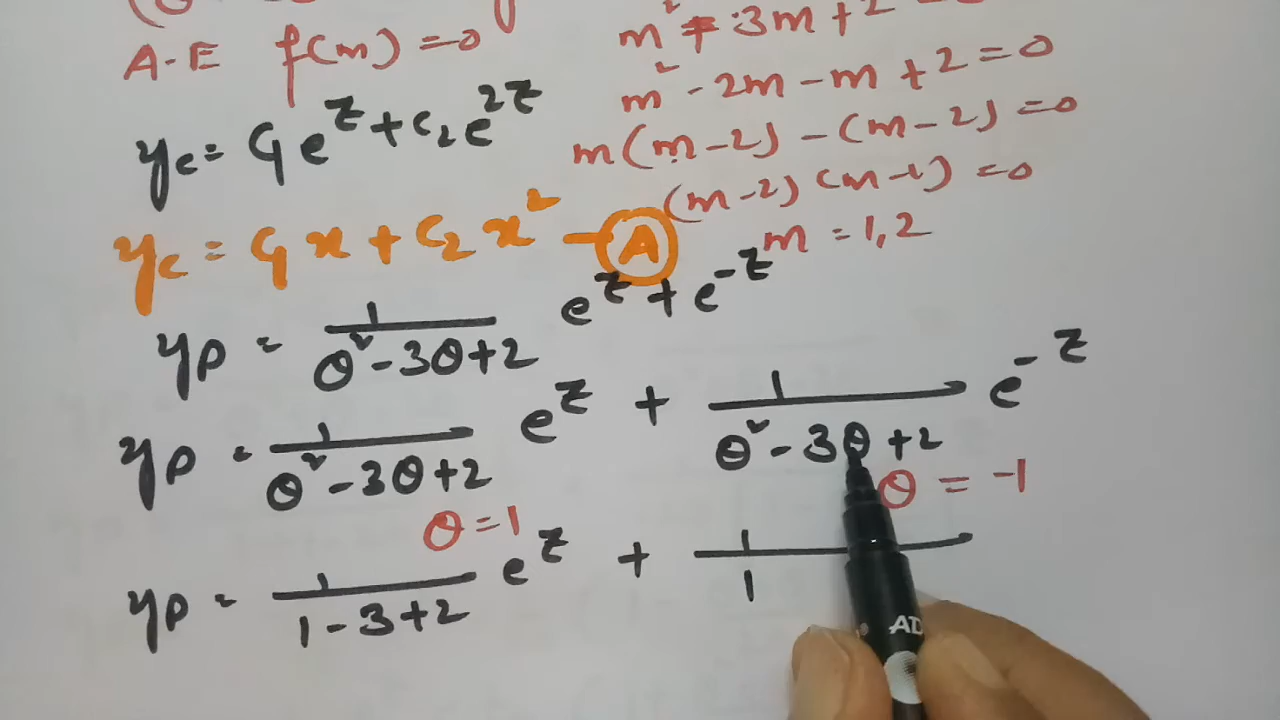 (θ
A-E f(m) = 0
m² - 3m + 2 = 0
m² - 2m - m + 2 = 0
m(m-2) - (m-2) = 0
(m-2)(m-1) = 0
m = 1, 2
yc = C₁e^z + C₂e^2z
yc = C₁x + C₂x² — A
yp = 1/(θ² - 3θ + 2) e^z + e^-z
yp = 1/(θ² - 3θ + 2) e^z + 1/(θ² - 3θ + 2) e^-z
θ = 1 θ = -1
yp = 1/(1 - 3 + 2) e^z + 1/1
AD